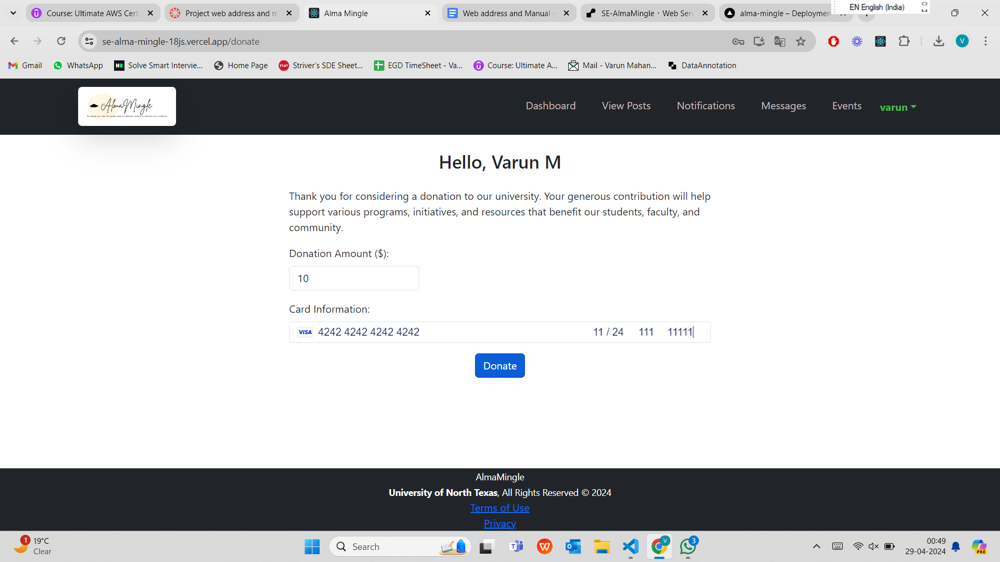 Course: Ultimate AWS Cert
Project web address and m
Alma Mingle
Web address and Manual -
SE-AlmaMingle · Web Serv
alma-mingle – Deploymen
EN English (India)
se-alma-mingle-18js.vercel.app/donate
V
Gmail
WhatsApp
Solve Smart Intervie...
Home Page
Striver's SDE Sheet...
EGD TimeSheet - Va...
Course: Ultimate A...
Mail - Varun Mahan...
DataAnnotation
AlmaMingle
Dashboard
View Posts
Notifications
Messages
Events
varun
Hello, Varun M
Thank you for considering a donation to our university. Your generous contribution will help
support various programs, initiatives, and resources that benefit our students, faculty, and
community.
Donation Amount ($):
10
Card Information:
VISA 4242 4242 4242 4242 11 / 24 111 11111
Donate
AlmaMingle
University of North Texas, All Rights Reserved © 2024
Terms of Use
Privacy
1
19°C
Clear
Search
V
3
00:49
29-04-2024
PRE